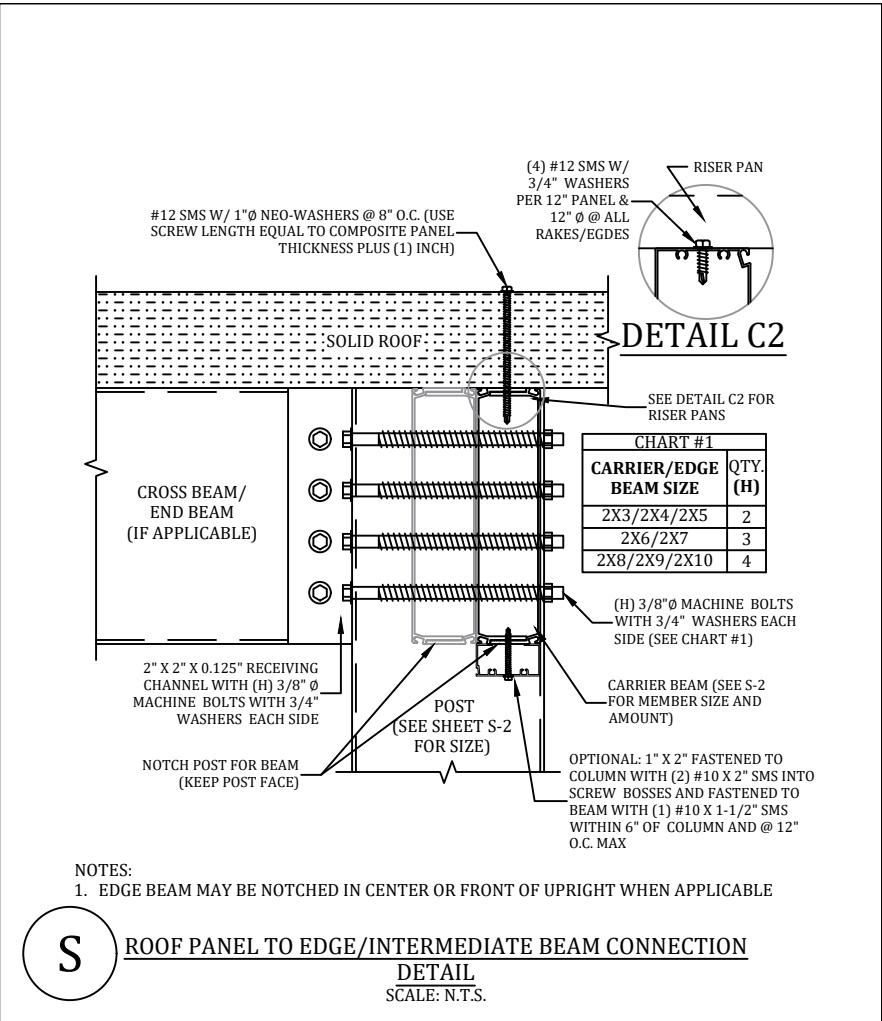 (4) #12 SMS W/
3/4" WASHERS
PER 12" PANEL &
12" Ø @ ALL
RAKES/EGDES
RISER PAN
#12 SMS W/ 1"Ø NEO-WASHERS @ 8" O.C. (USE
SCREW LENGTH EQUAL TO COMPOSITE PANEL
THICKNESS PLUS (1) INCH)
DETAIL C2
SOLID ROOF
SEE DETAIL C2 FOR
RISER PANS
CHART #1
CARRIER/EDGE BEAM SIZE QTY. (H)
2X3/2X4/2X5 2
2X6/2X7 3
2X8/2X9/2X10 4
CROSS BEAM/
END BEAM
(IF APPLICABLE)
(H) 3/8"Ø MACHINE BOLTS
WITH 3/4" WASHERS EACH
SIDE (SEE CHART #1)
2" X 2" X 0.125" RECEIVING
CHANNEL WITH (H) 3/8" Ø
MACHINE BOLTS WITH 3/4"
WASHERS EACH SIDE
CARRIER BEAM (SEE S-2
FOR MEMBER SIZE AND
AMOUNT)
POST
(SEE SHEET S-2
FOR SIZE)
NOTCH POST FOR BEAM
(KEEP POST FACE)
OPTIONAL: 1" X 2" FASTENED TO
COLUMN WITH (2) #10 X 2" SMS INTO
SCREW BOSSES AND FASTENED TO
BEAM WITH (1) #10 X 1-1/2" SMS
WITHIN 6" OF COLUMN AND @ 12"
O.C. MAX
NOTES:
1. EDGE BEAM MAY BE NOTCHED IN CENTER OR FRONT OF UPRIGHT WHEN APPLICABLE
S
ROOF PANEL TO EDGE/INTERMEDIATE BEAM CONNECTION
DETAIL
SCALE: N.T.S.